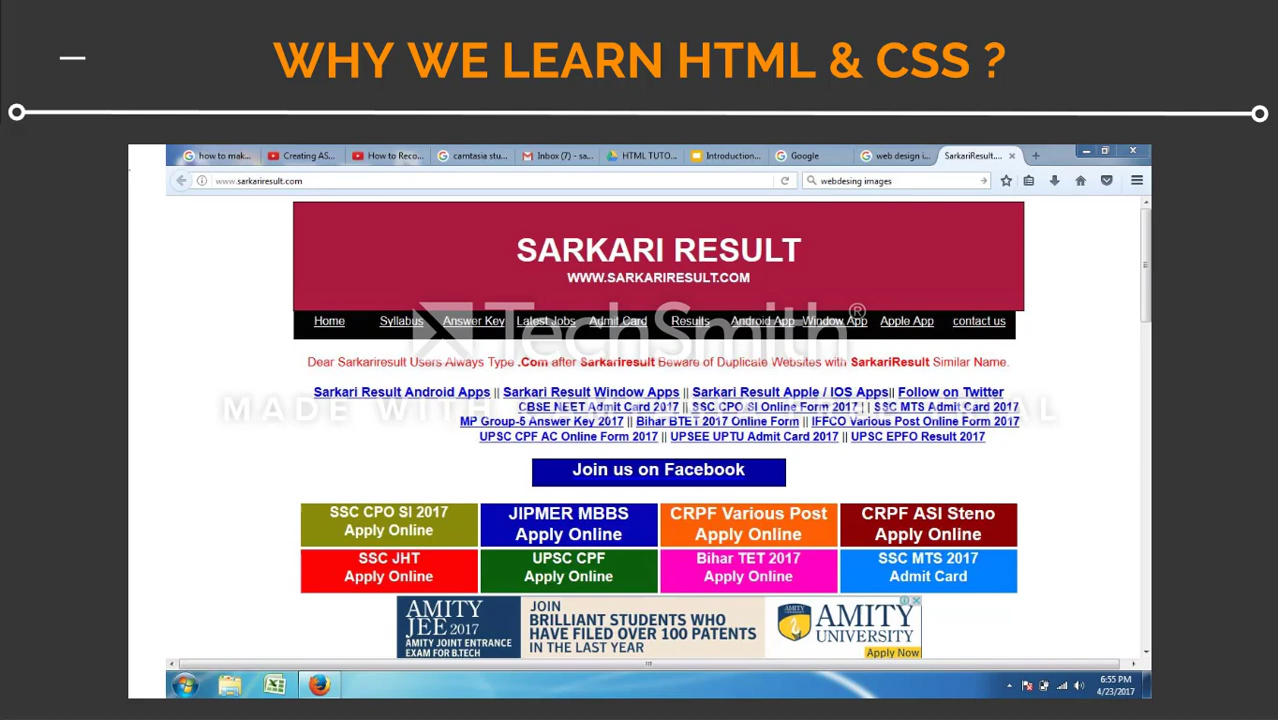 WHY WE LEARN HTML & CSS ?
how to mak...
Creating AS...
How to Reco...
camtasia stu...
Inbox (7) - sa...
HTML TUTO...
Introduction...
Google
web design i...
SarkariResult....
www.sarkariresult.com
webdesing images
SARKARI RESULT
WWW.SARKARIRESULT.COM
Home Syllabus Answer Key Latest Jobs Admit Card Results Android App Window App Apple App contact us
TechSmith®
Dear Sarkariresult Users Always Type .Com after Sarkariresult Beware of Duplicate Websites with SarkariResult Similar Name.
Sarkari Result Android Apps || Sarkari Result Window Apps || Sarkari Result Apple / IOS Apps|| Follow on Twitter
CBSE NEET Admit Card 2017 || SSC CPO SI Online Form 2017 || SSC MTS Admit Card 2017
MADE WITH
MP Group-5 Answer Key 2017 || Bihar BTET 2017 Online Form || IFFCO Various Post Online Form 2017
UPSC CPF AC Online Form 2017 || UPSEE UPTU Admit Card 2017 || UPSC EPFO Result 2017
Join us on Facebook
SSC CPO SI 2017
Apply Online
JIPMER MBBS
Apply Online
CRPF Various Post
Apply Online
CRPF ASI Steno
Apply Online
SSC JHT
Apply Online
UPSC CPF
Apply Online
Bihar TET 2017
Apply Online
SSC MTS 2017
Admit Card
AMITY
JEE 2017
AMITY JOINT ENTRANCE
EXAM FOR B.TECH
JOIN
BRILLIANT STUDENTS WHO
HAVE FILED OVER 100 PATENTS
IN THE LAST YEAR
AMITY
AMITY
UNIVERSITY
Apply Now
6:55 PM
4/23/2017